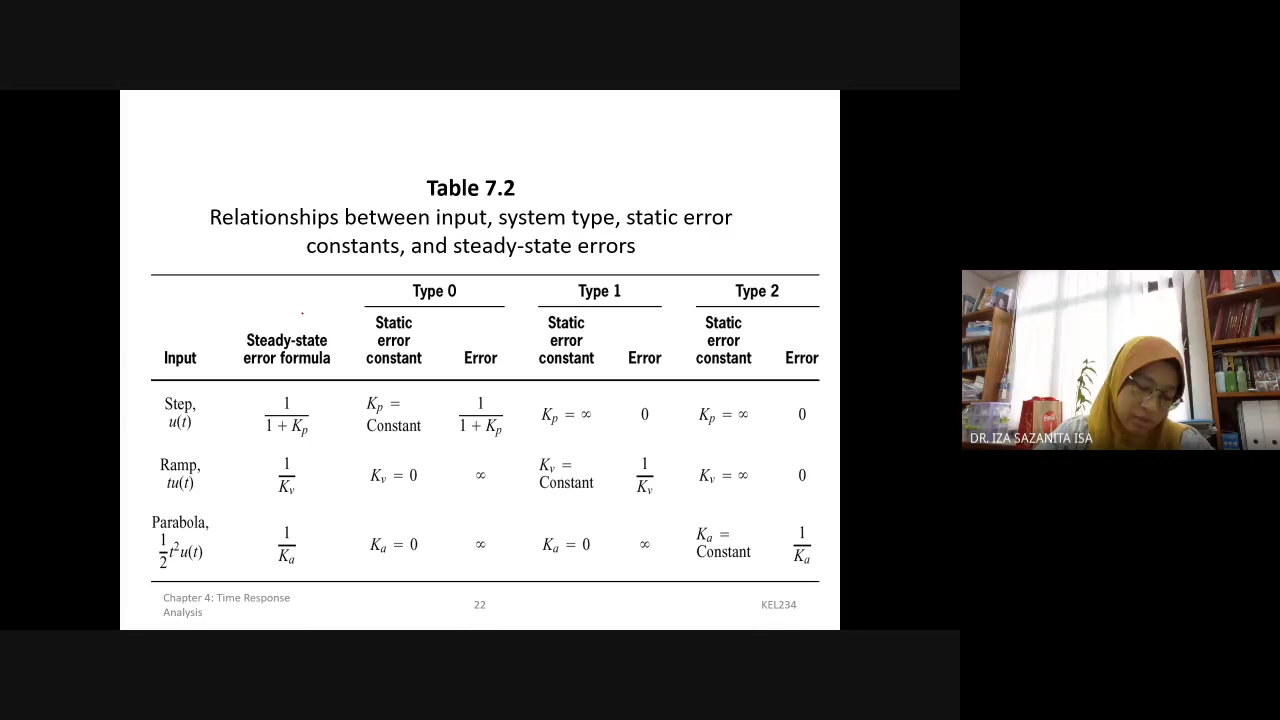 Table 7.2
Relationships between input, system type, static error
constants, and steady-state errors
Type 0 Type 1 Type 2
Input
Steady-state
error formula
Static
error
constant
Error
Static
error
constant
Error
Static
error
constant
Error
Step,
u(t)
1
1 + Kp
Kp =
Constant
1
1 + Kp
Kp = ∞
0
Kp = ∞
0
Ramp,
tu(t)
1
Kv
Kv = 0
∞
Kv =
Constant
1
Kv
Kv = ∞
0
Parabola,
1
2
t²u(t)
1
Ka
Ka = 0
∞
Ka = 0
∞
Ka =
Constant
1
Ka
Chapter 4: Time Response
Analysis
22
KEL234
DR. IZA SAZANITA ISA